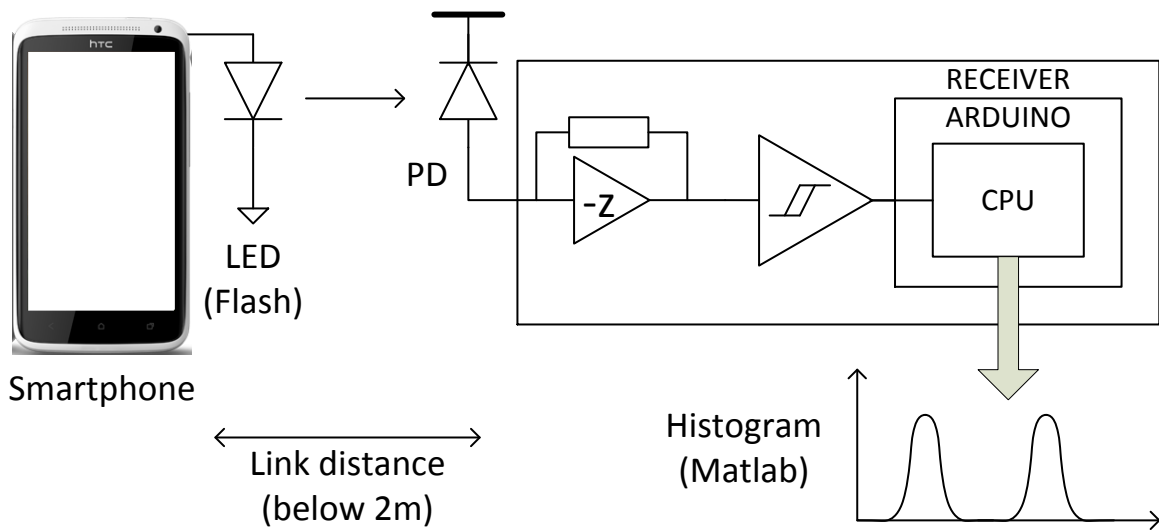 hTC
Smartphone
LED
(Flash)
PD
-Z
RECEIVER
ARDUINO
CPU
Link distance
(below 2m)
Histogram
(Matlab)